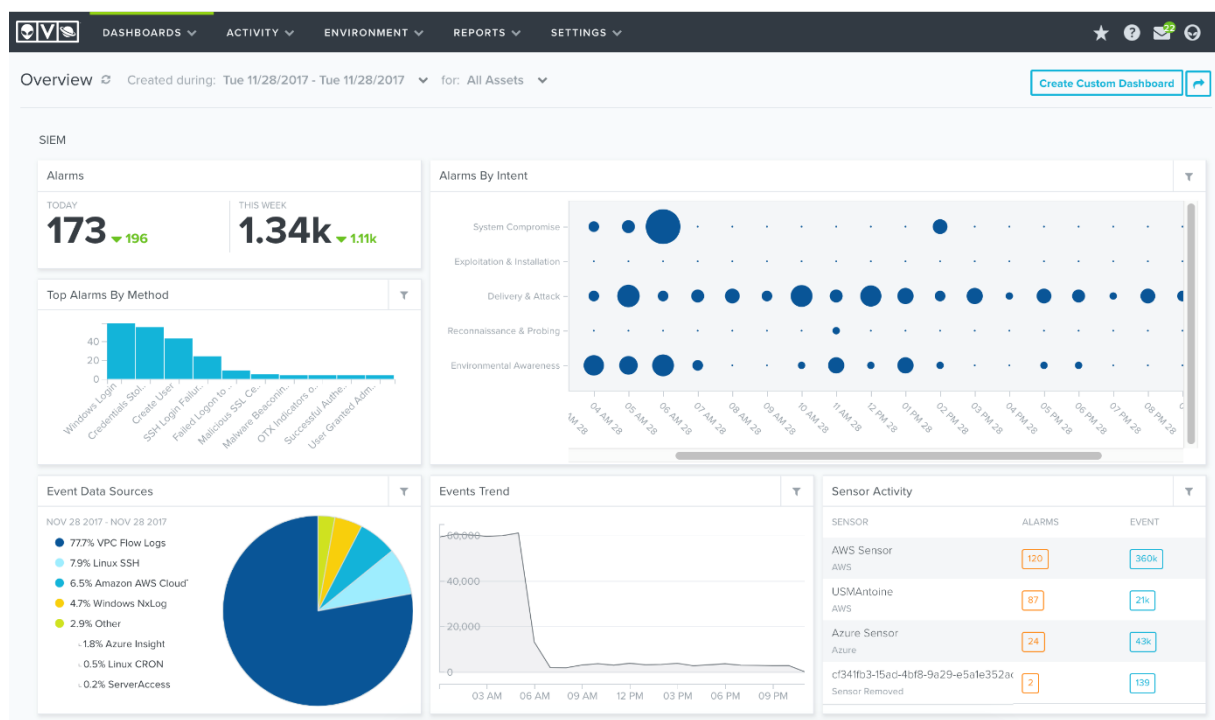 DASHBOARDS ACTIVITY ENVIRONMENT REPORTS SETTINGS 22
Overview Created during: Tue 11/28/2017 - Tue 11/28/2017 for: All Assets Create Custom Dashboard
SIEM
Alarms
TODAY
173 196
THIS WEEK
1.34k 1.11k
Alarms By Intent
System Compromise
Exploitation & Installation
Delivery & Attack
Reconnaissance & Probing
Environmental Awareness
04 AM 28
05 AM 28
06 AM 28
07 AM 28
08 AM 28
09 AM 28
10 AM 28
11 AM 28
12 PM 28
01 PM 28
02 PM 28
03 PM 28
04 PM 28
05 PM 28
06 PM 28
07 PM 28
08 PM 28
Top Alarms By Method
40
20
0
Windows Login
Credentials Stol..
Create User
SSH Login Failur..
Failed Logon to ..
Malicious SSL Ce..
Malware Beaconin..
OTX Indicators o..
Successful Authe..
User Granted Adm..
Event Data Sources
NOV 28 2017 - NOV 28 2017
77.7% VPC Flow Logs
7.9% Linux SSH
6.5% Amazon AWS Cloud
4.7% Windows NxLog
2.9% Other
1.8% Azure Insight
0.5% Linux CRON
0.2% ServerAccess
Events Trend
60,000
40,000
20,000
0
03 AM 06 AM 09 AM 12 PM 03 PM 06 PM 09 PM
Sensor Activity
SENSOR ALARMS EVENT
AWS Sensor 120 360k
AWS
USMAntoine 87 21k
AWS
Azure Sensor 24 43k
Azure
cf341fb3-15ad-4bf8-9a29-e5a1e352ac 2 139
Sensor Removed